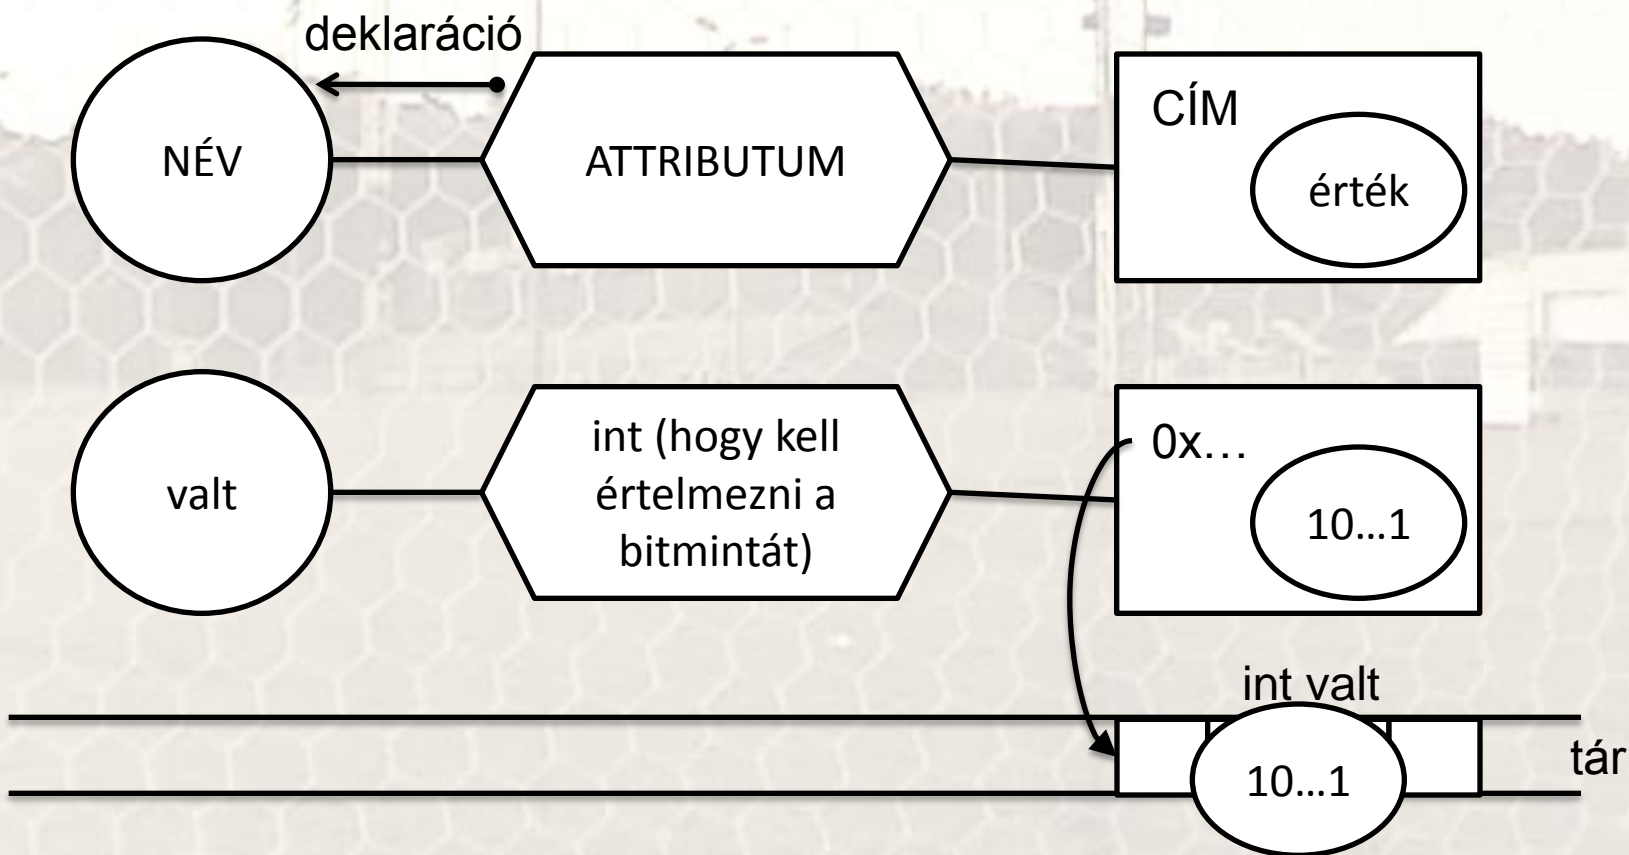 deklaráció
NÉV
ATTRIBUTUM
CÍM
érték
valt
int (hogy kell
értelmezni a
bitmintát)
0x…
10…1
int valt
tár
10…1